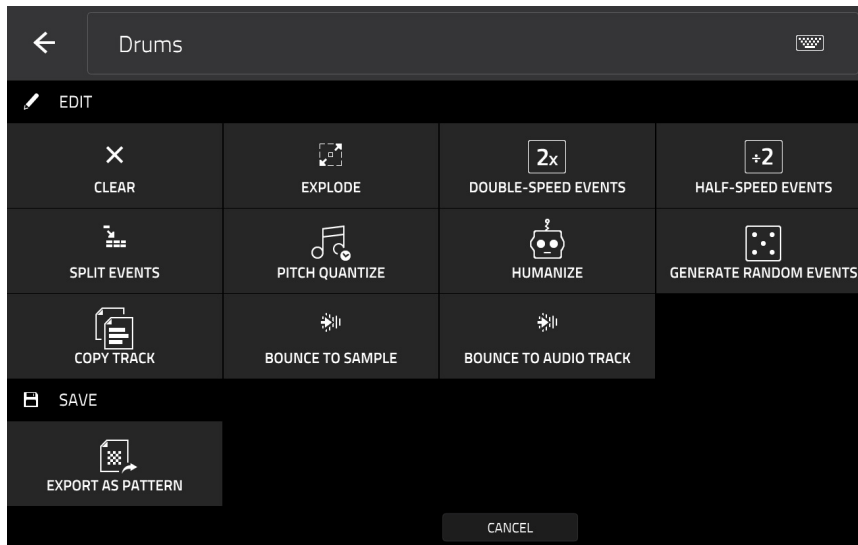 Drums
EDIT
CLEAR
EXPLODE
2x
DOUBLE-SPEED EVENTS
÷2
HALF-SPEED EVENTS
SPLIT EVENTS
PITCH QUANTIZE
HUMANIZE
GENERATE RANDOM EVENTS
COPY TRACK
BOUNCE TO SAMPLE
BOUNCE TO AUDIO TRACK
SAVE
EXPORT AS PATTERN
CANCEL